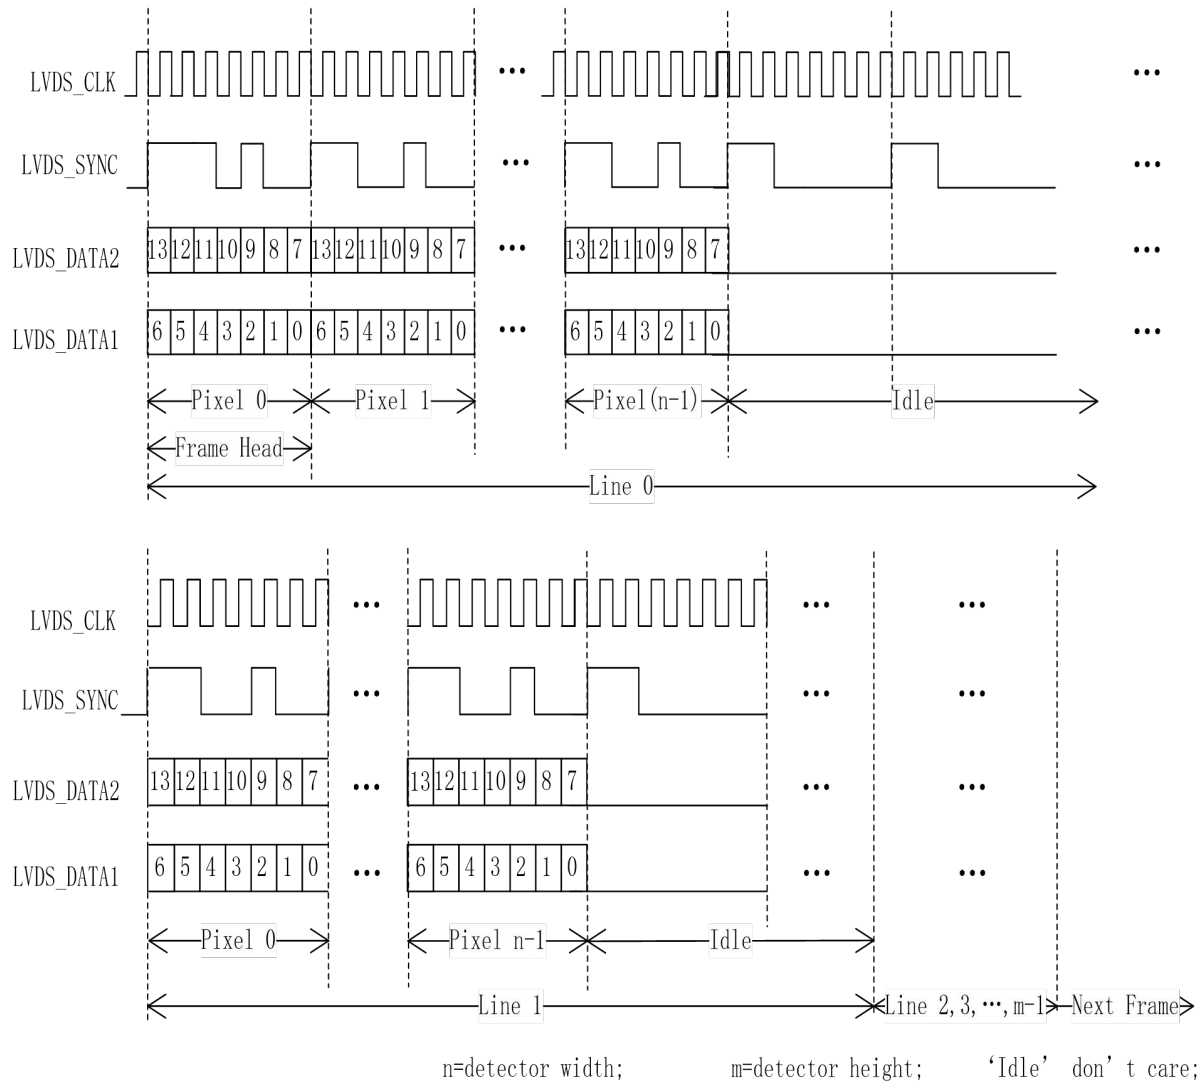 LVDS_CLK ••• •••
LVDS_SYNC ••• •••
LVDS_DATA2 13 12 11 10 9 8 7 13 12 11 10 9 8 7 ••• 13 12 11 10 9 8 7 •••
LVDS_DATA1 6 5 4 3 2 1 0 6 5 4 3 2 1 0 ••• 6 5 4 3 2 1 0 •••
Pixel 0 Pixel 1 Pixel(n-1) Idle
Frame Head
Line 0
LVDS_CLK ••• ••• •••
LVDS_SYNC ••• ••• •••
LVDS_DATA2 13 12 11 10 9 8 7 ••• 13 12 11 10 9 8 7 ••• •••
LVDS_DATA1 6 5 4 3 2 1 0 ••• 6 5 4 3 2 1 0 ••• •••
Pixel 0 Pixel n-1 Idle
Line 1 Line 2,3,⋯,m-1 Next Frame
n=detector width; m=detector height; ‘Idle’ don’t care,